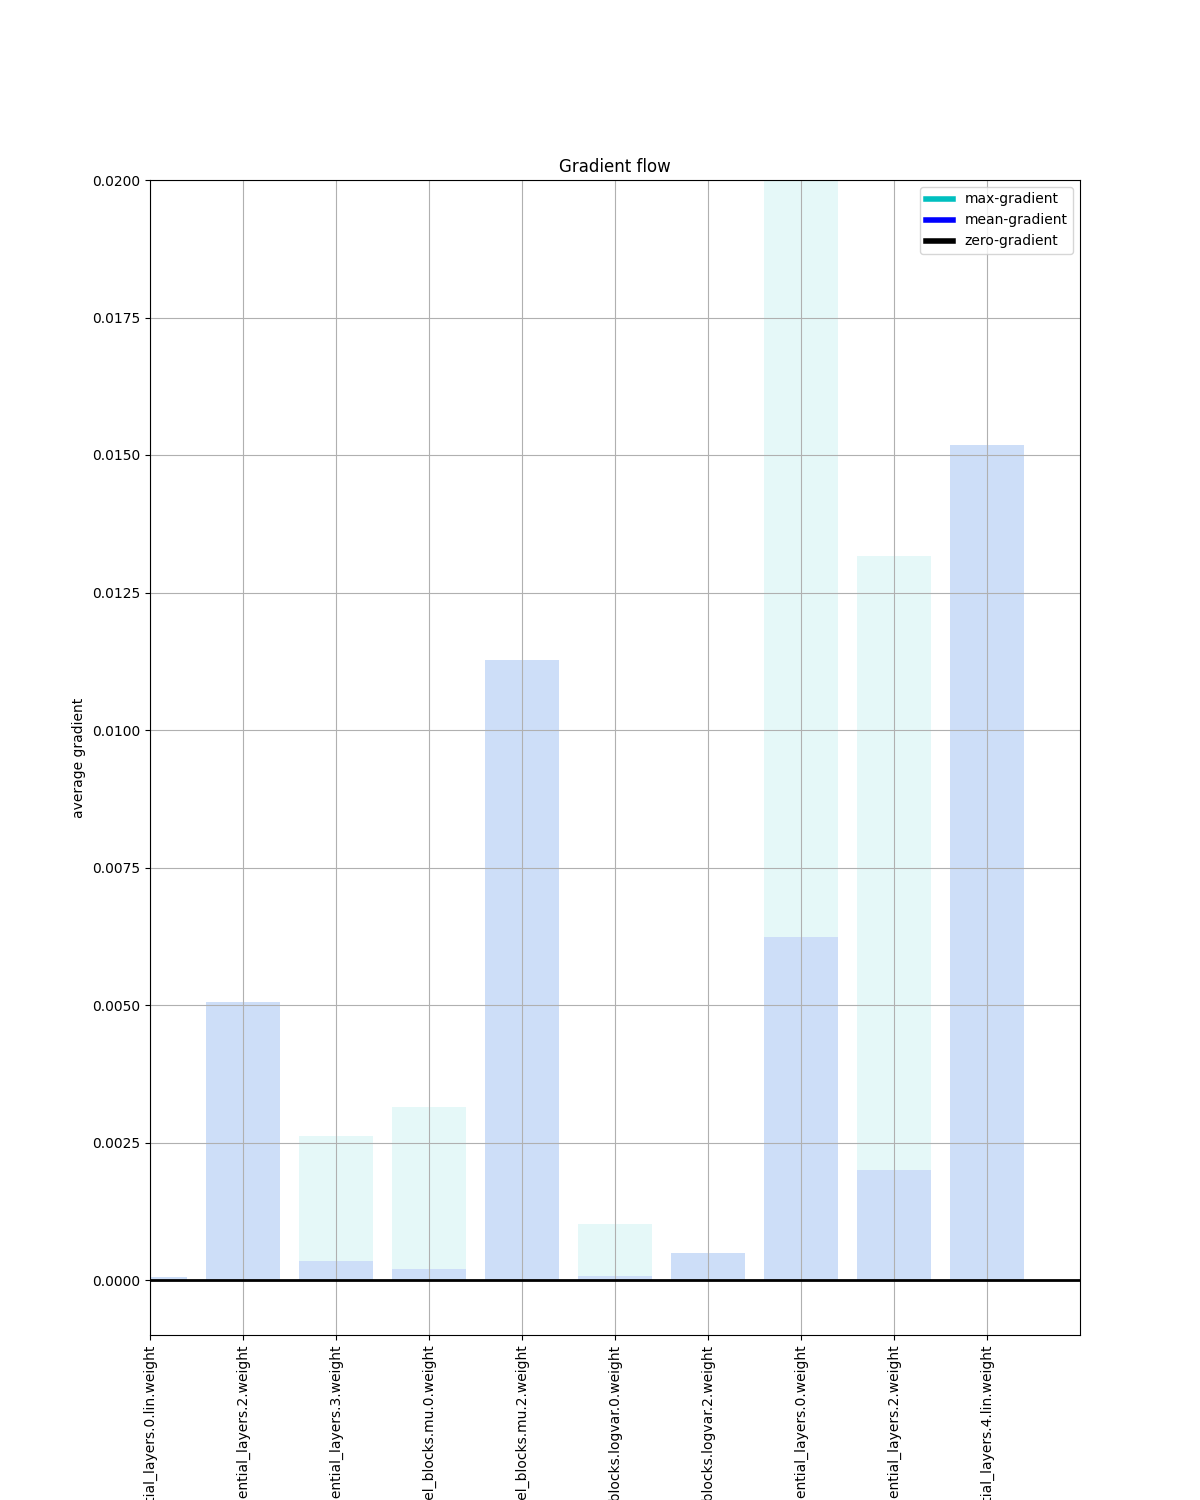 Gradient flow
max-gradient
mean-gradient
zero-gradient
average gradient
0.0200
0.0175
0.0150
0.0125
0.0100
0.0075
0.0050
0.0025
0.0000
tial_layers.0.lin.weight
ential_layers.2.weight
ential_layers.3.weight
el_blocks.mu.0.weight
el_blocks.mu.2.weight
blocks.logvar.0.weight
blocks.logvar.2.weight
ential_layers.0.weight
ential_layers.2.weight
tial_layers.4.lin.weight